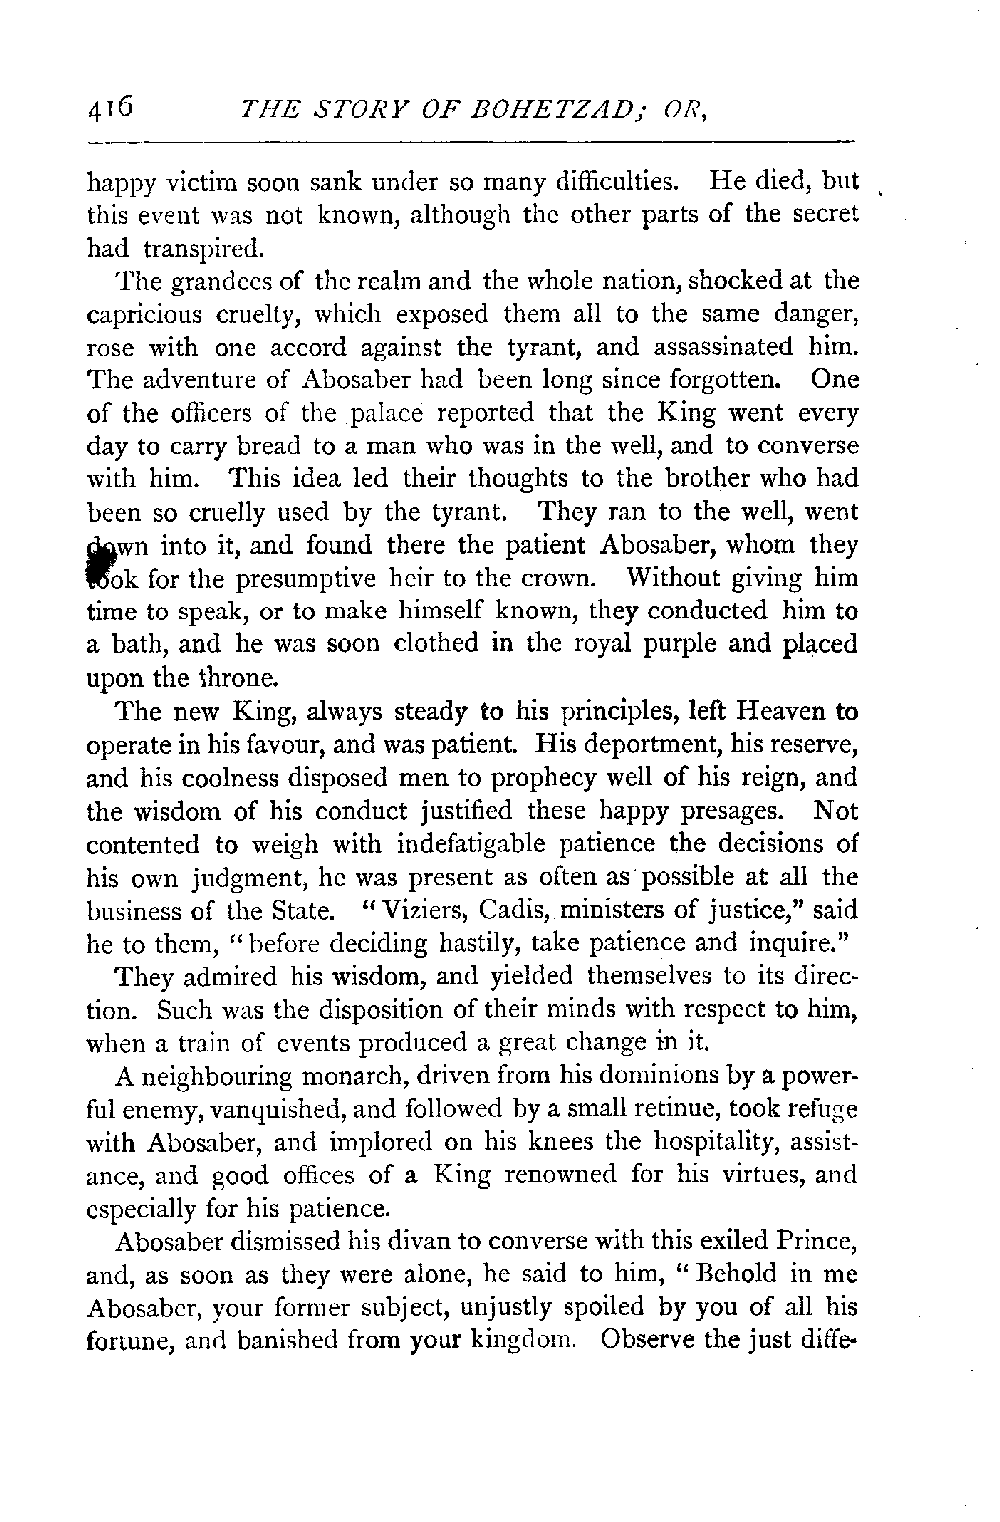 416 THE STORY OF BOHETZAD; OR,
happy victim soon sank under so many difficulties. He died, but
this event was not known, although the other parts of the secret
had transpired.
The grandees of the realm and the whole nation, shocked at the
capricious cruelty, which exposed them all to the same danger,
rose with one accord against the tyrant, and assassinated him.
The adventure of Abosaber had been long since forgotten. One
of the officers of the palace reported that the King went every
day to carry bread to a man who was in the well, and to converse
with him. This idea led their thoughts to the brother who had
been so cruelly used by the tyrant. They ran to the well, went
down into it, and found there the patient Abosaber, whom they
took for the presumptive heir to the crown. Without giving him
time to speak, or to make himself known, they conducted him to
a bath, and he was soon clothed in the royal purple and placed
upon the throne.
The new King, always steady to his principles, left Heaven to
operate in his favour, and was patient. His deportment, his reserve,
and his coolness disposed men to prophecy well of his reign, and
the wisdom of his conduct justified these happy presages. Not
contented to weigh with indefatigable patience the decisions of
his own judgment, he was present as often as possible at all the
business of the State. "Viziers, Cadis, ministers of justice," said
he to them, "before deciding hastily, take patience and inquire."
They admired his wisdom, and yielded themselves to its direc-
tion. Such was the disposition of their minds with respect to him,
when a train of events produced a great change in it.
A neighbouring monarch, driven from his dominions by a power-
ful enemy, vanquished, and followed by a small retinue, took refuge
with Abosaber, and implored on his knees the hospitality, assist-
ance, and good offices of a King renowned for his virtues, and
especially for his patience.
Abosaber dismissed his divan to converse with this exiled Prince,
and, as soon as they were alone, he said to him, "Behold in me
Abosaber, your former subject, unjustly spoiled by you of all his
fortune, and banished from your kingdom. Observe the just diffe-